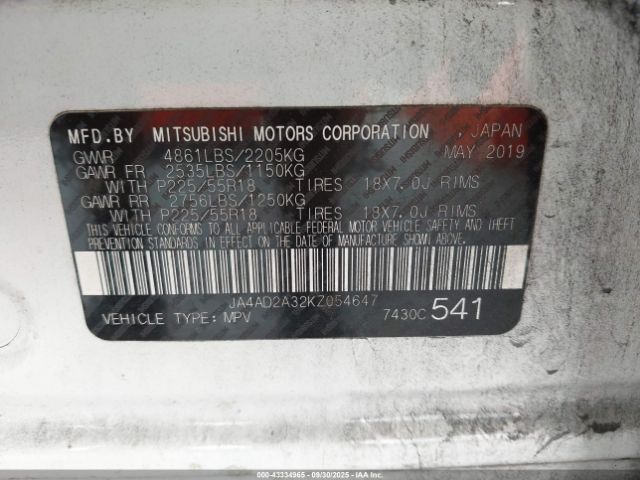 MFD.BY MITSUBISHI MOTORS CORPORATION , JAPAN
GWWR 4861LBS/2205KG MAY 2019
GAWR FR 2535LBS/1150KG
WITH P225/55R18 TIRES 18X7.0J RIMS
GAWR RR 2756LBS/1250KG
WITH P225/55R18 TIRES 18X7.0J RIMS
THIS VEHICLE CONFORMS TO ALL APPLICABLE FEDERAL MOTOR VEHICLE SAFETY AND THEFT
PREVENTION STANDARDS IN EFFECT ON THE DATE OF MANUFACTURE SHOWN ABOVE.
JA4AD2A32KZ054647
VEHICLE TYPE: MPV 7430C 541
000-43334965 - 09/30/2025 - IAA Inc.